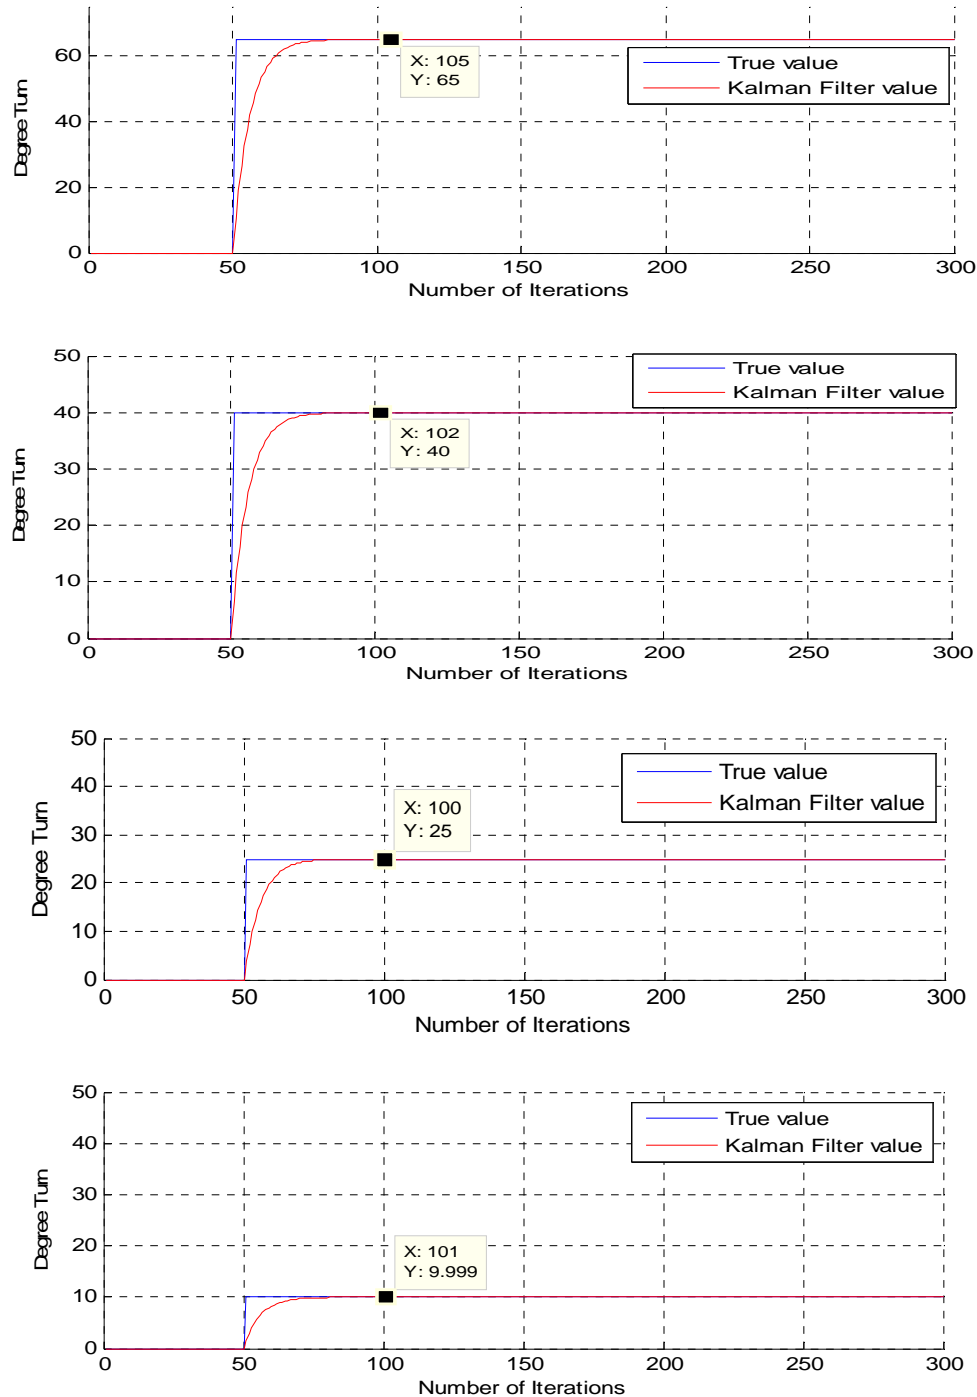 60
40
20
0
Degree Turn
X: 105
Y: 65
True value
Kalman Filter value
0 50 100 150 200 250 300
Number of Iterations
50
40
30
20
10
0
Degree Turn
X: 102
Y: 40
True value
Kalman Filter value
0 50 100 150 200 250 300
Number of Iterations
50
40
30
20
10
0
Degree Turn
X: 100
Y: 25
True value
Kalman Filter value
0 50 100 150 200 250 300
Number of Iterations
50
40
30
20
10
0
Degree Turn
X: 101
Y: 9.999
True value
Kalman Filter value
0 50 100 150 200 250 300
Number of Iterations